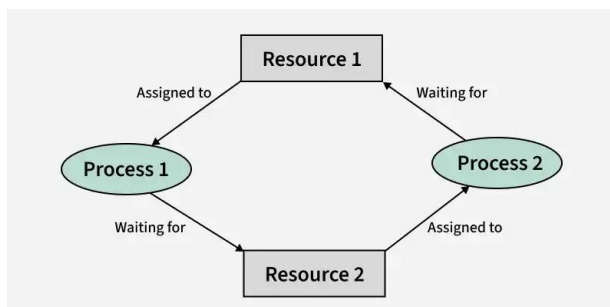 Resource 1
Assigned to
Waiting for
Process 1
Process 2
Waiting for
Assigned to
Resource 2